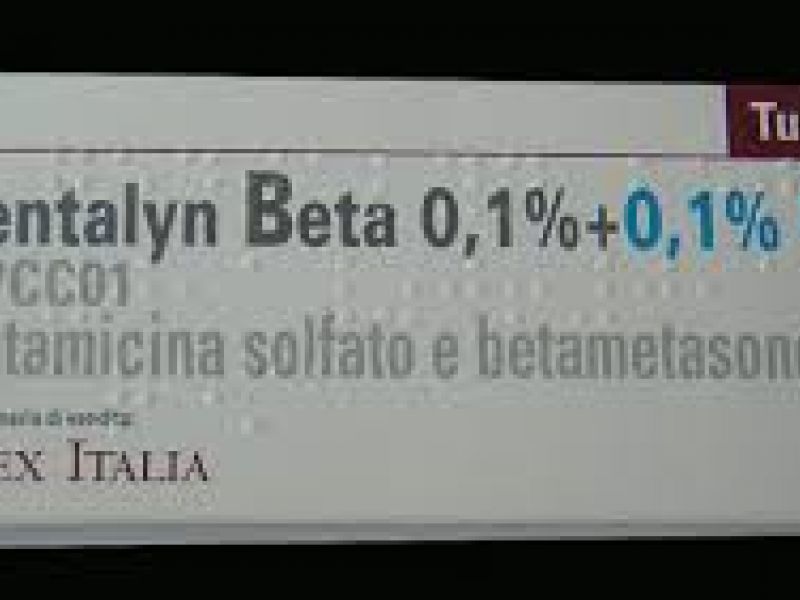 Tu
entalyn Beta 0,1%+0,1%
CC01
tamicina solfato e betametasone
EX ITALIA